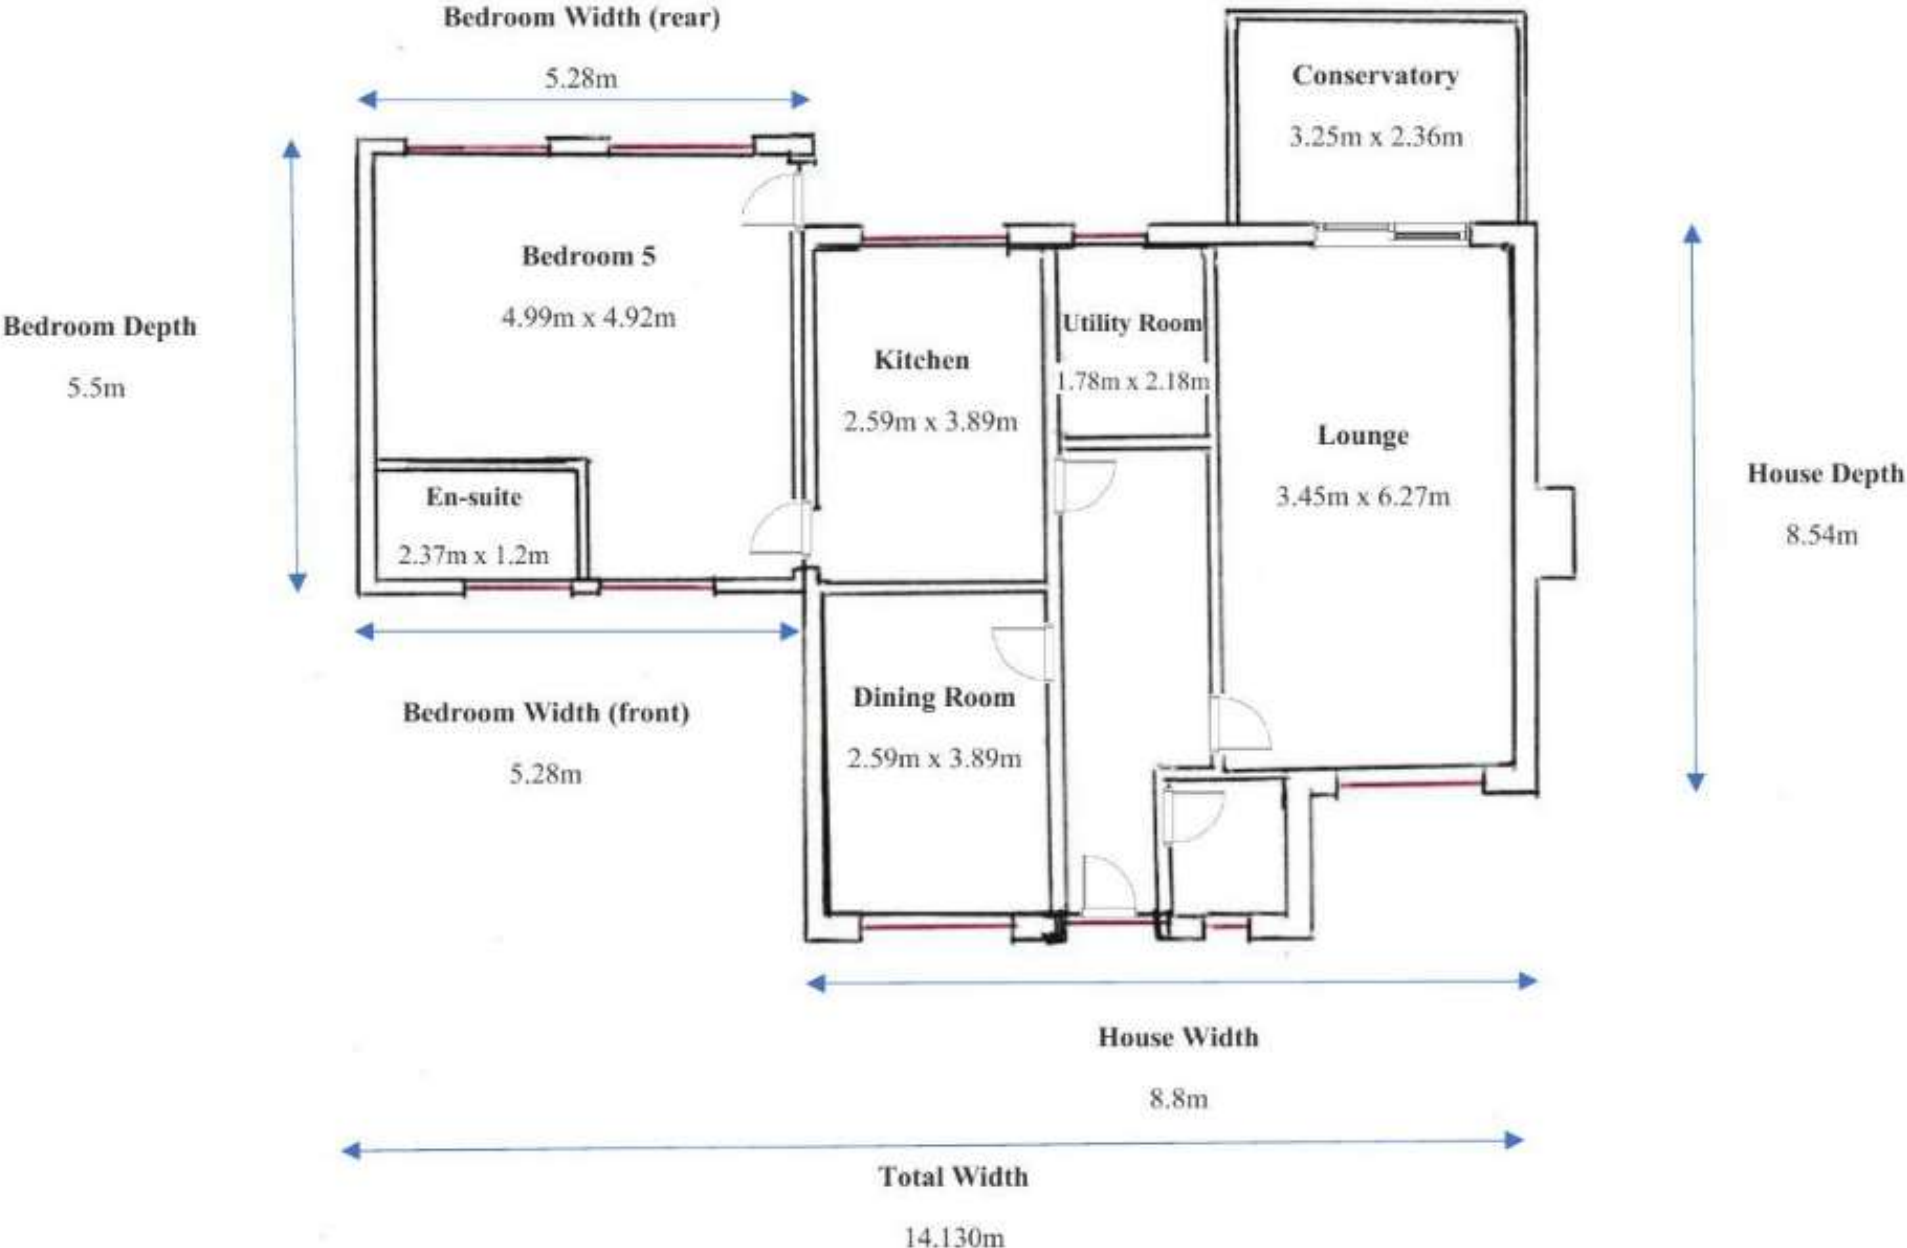 Bedroom Width (rear)
5.28m
Conservatory
3.25m x 2.36m
Bedroom 5
4.99m x 4.92m
Bedroom Depth
5.5m
Utility Room
1.78m x 2.18m
Kitchen
2.59m x 3.89m
Lounge
3.45m x 6.27m
House Depth
8.54m
En-suite
2.37m x 1.2m
Bedroom Width (front)
5.28m
Dining Room
2.59m x 3.89m
House Width
8.8m
Total Width
14.130m